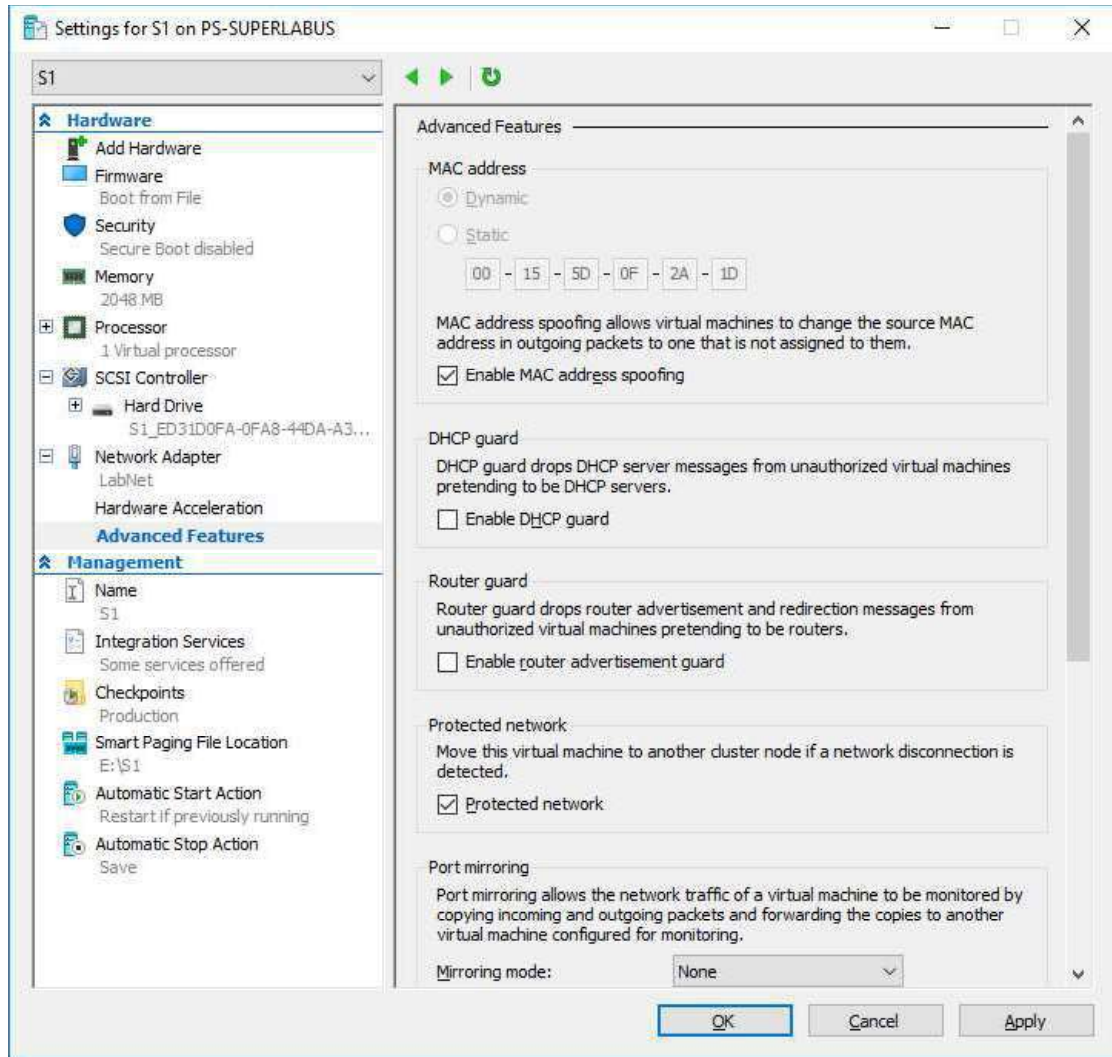 Settings for S1 on PS-SUPERLABUS
S1
Hardware
Add Hardware
Firmware
Boot from File
Security
Secure Boot disabled
Memory
2048 MB
Processor
1 Virtual processor
SCSI Controller
Hard Drive
S1_ED31D0FA-0FA8-44DA-A3...
Network Adapter
LabNet
Hardware Acceleration
Advanced Features
Management
Name
S1
Integration Services
Some services offered
Checkpoints
Production
Smart Paging File Location
E:\S1
Automatic Start Action
Restart if previously running
Automatic Stop Action
Save
Advanced Features
MAC address
Dynamic
Static
00 - 15 - 5D - 0F - 2A - 1D
MAC address spoofing allows virtual machines to change the source MAC
address in outgoing packets to one that is not assigned to them.
Enable MAC address spoofing
DHCP guard
DHCP guard drops DHCP server messages from unauthorized virtual machines
pretending to be DHCP servers.
Enable DHCP guard
Router guard
Router guard drops router advertisement and redirection messages from
unauthorized virtual machines pretending to be routers.
Enable router advertisement guard
Protected network
Move this virtual machine to another cluster node if a network disconnection is
detected.
Protected network
Port mirroring
Port mirroring allows the network traffic of a virtual machine to be monitored by
copying incoming and outgoing packets and forwarding the copies to another
virtual machine configured for monitoring.
Mirroring mode: None
OK Cancel Apply